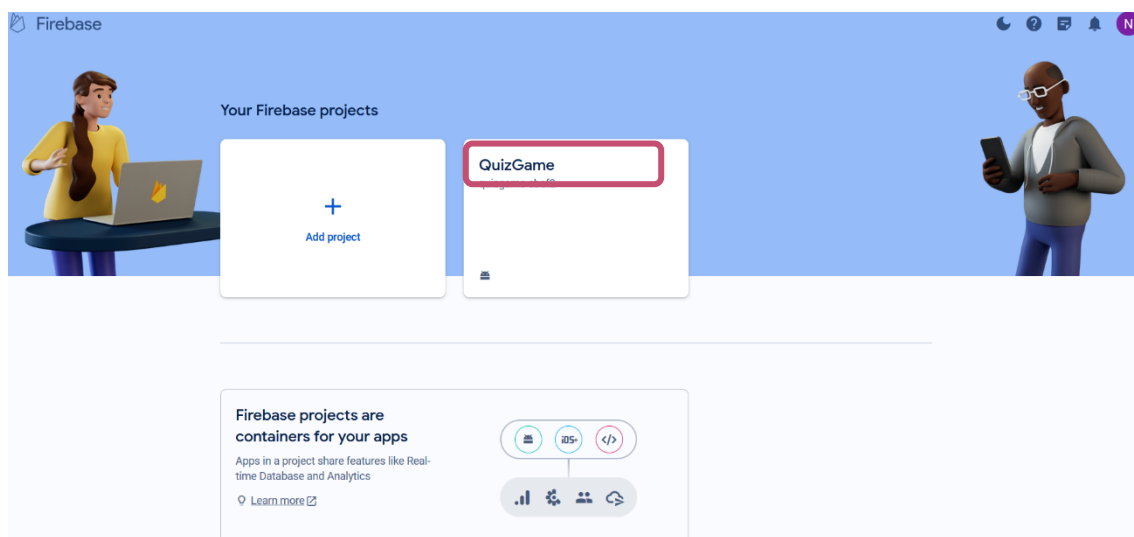 Firebase
N
Your Firebase projects
QuizGame
Add project
Firebase projects are
containers for your apps
Apps in a project share features like Real-
time Database and Analytics
Learn more
iOS+
</>